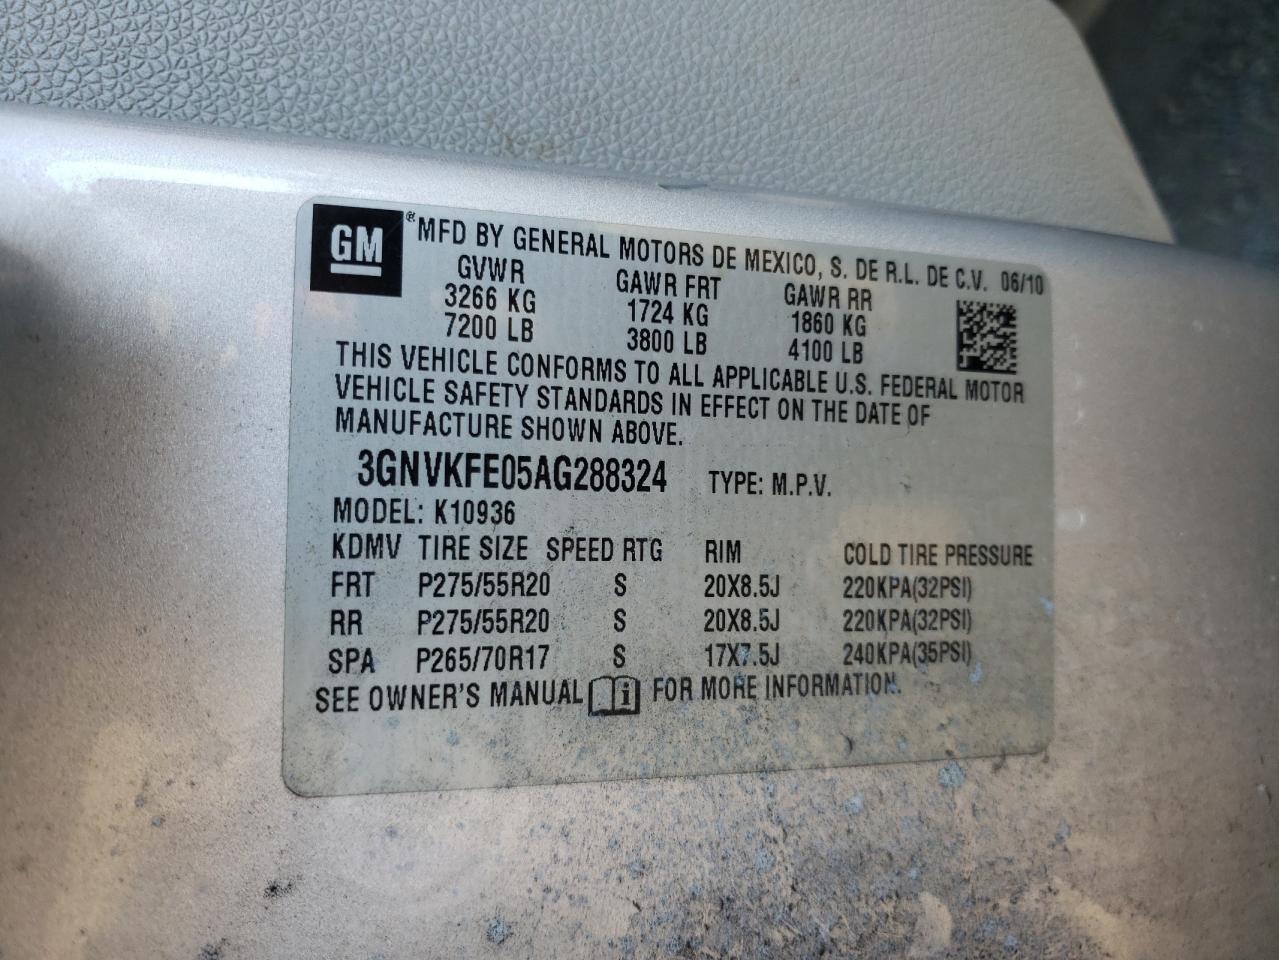 GM ® MFD BY GENERAL MOTORS DE MEXICO, S. DE R.L. DE C.V. 06/10
GVWR GAWR FRT GAWR RR
3266 KG 1724 KG 1860 KG
7200 LB 3800 LB 4100 LB
THIS VEHICLE CONFORMS TO ALL APPLICABLE U.S. FEDERAL MOTOR
VEHICLE SAFETY STANDARDS IN EFFECT ON THE DATE OF
MANUFACTURE SHOWN ABOVE.
3GNVKFE05AG288324 TYPE: M.P.V.
MODEL: K10936
KDMV TIRE SIZE SPEED RTG RIM COLD TIRE PRESSURE
FRT P275/55R20 S 20X8.5J 220KPA(32PSI)
RR P275/55R20 S 20X8.5J 220KPA(32PSI)
SPA P265/70R17 S 17X7.5J 240KPA(35PSI)
SEE OWNER'S MANUAL i FOR MORE INFORMATION.